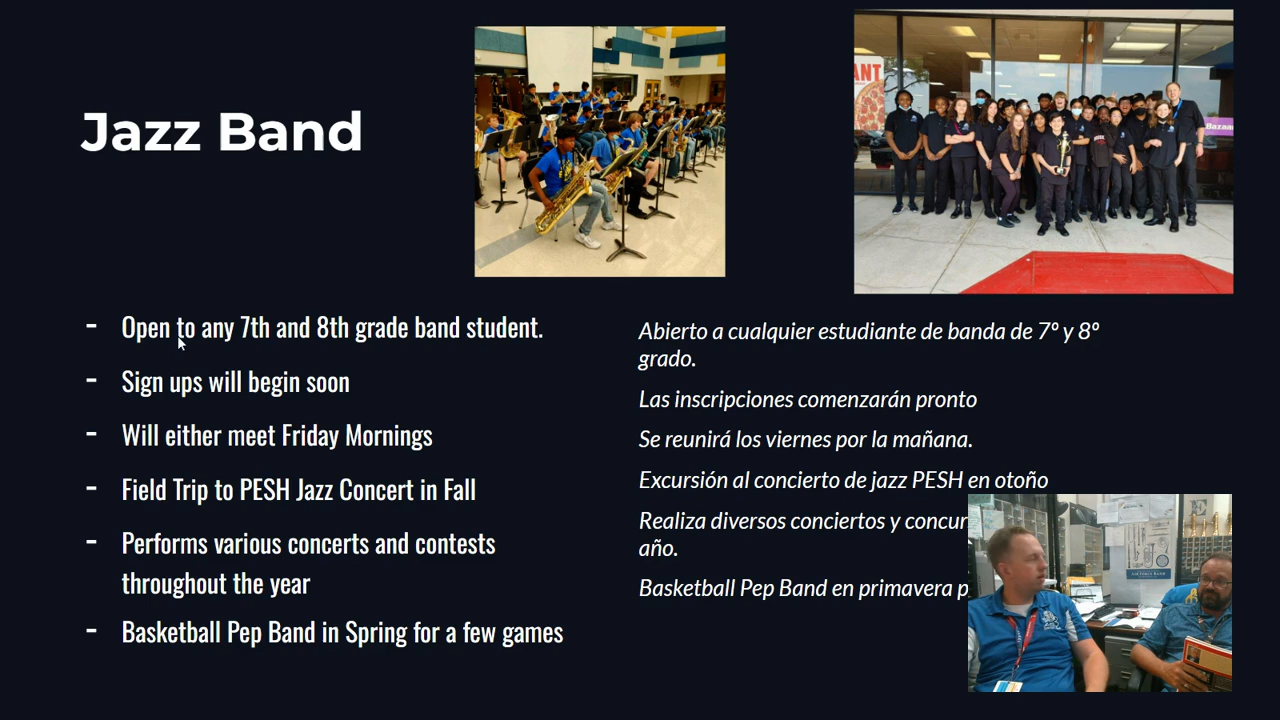 Jazz Band
- Open to any 7th and 8th grade band student.
- Sign ups will begin soon
- Will either meet Friday Mornings
- Field Trip to PESH Jazz Concert in Fall
- Performs various concerts and contests
throughout the year
- Basketball Pep Band in Spring for a few games
Abierto a cualquier estudiante de banda de 7º y 8º
grado.
Las inscripciones comenzarán pronto
Se reunirá los viernes por la mañana.
Excursión al concierto de jazz PESH en otoño
Realiza diversos conciertos y concur
año.
Basketball Pep Band en primavera p
ANT
Bazaa